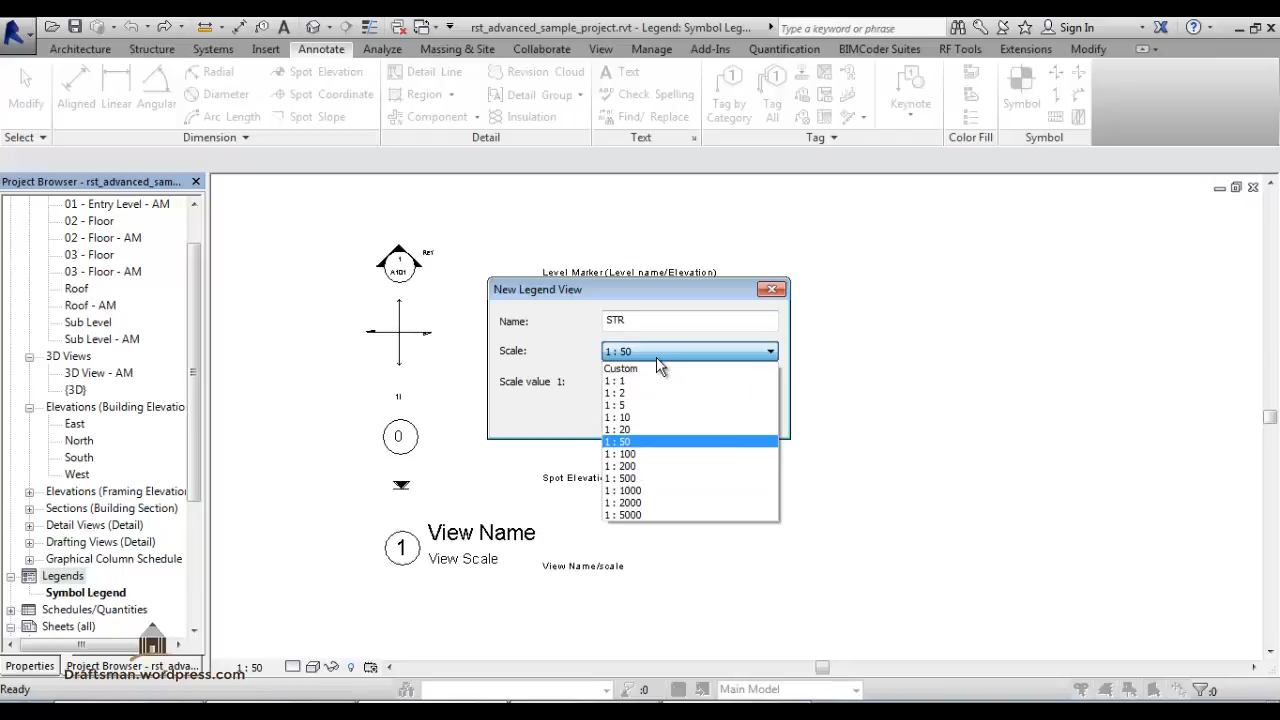 rst_advanced_sample_project.rvt - Legend: Symbol Leg...
Type a keyword or phrase
Sign In
Architecture Structure Systems Insert Annotate Analyze Massing & Site Collaborate View Manage Add-Ins Quantification BIMCoder Suites RF Tools Extensions Modify
Modify
Aligned Linear Angular
Radial
Diameter
Arc Length
Spot Elevation
Spot Coordinate
Spot Slope
Detail Line
Region
Component
Revision Cloud
Detail Group
Insulation
Text
Check Spelling
Find/ Replace
Tag by
Category
Tag
All
Keynote
Symbol
Select Dimension Detail Text Tag Color Fill Symbol
Project Browser - rst_advanced_sam...
01 - Entry Level - AM
02 - Floor
02 - Floor - AM
03 - Floor
03 - Floor - AM
Roof
Roof - AM
Sub Level
Sub Level - AM
3D Views
3D View - AM
{3D}
Elevations (Building Elevatio
East
North
South
West
Elevations (Framing Elevation
Sections (Building Section)
Detail Views (Detail)
Drafting Views (Detail)
Graphical Column Schedule
Legends
Symbol Legend
Schedules/Quantities
Sheets (all)
Properties
Project Browser - rst_adva...
Draftsman.wordpress.com
1
A101
Ref
Level Marker(Level name/Elevation)
0
Spot Elevatio
1
View Name
View Scale
View Name/scale
New Legend View
Name:
STR
Scale:
1 : 50
Scale value 1:
Custom
1 : 1
1 : 2
1 : 5
1 : 10
1 : 20
1 : 50
1 : 100
1 : 200
1 : 500
1 : 1000
1 : 2000
1 : 5000
1 : 50
Ready
:0
Main Model
:0